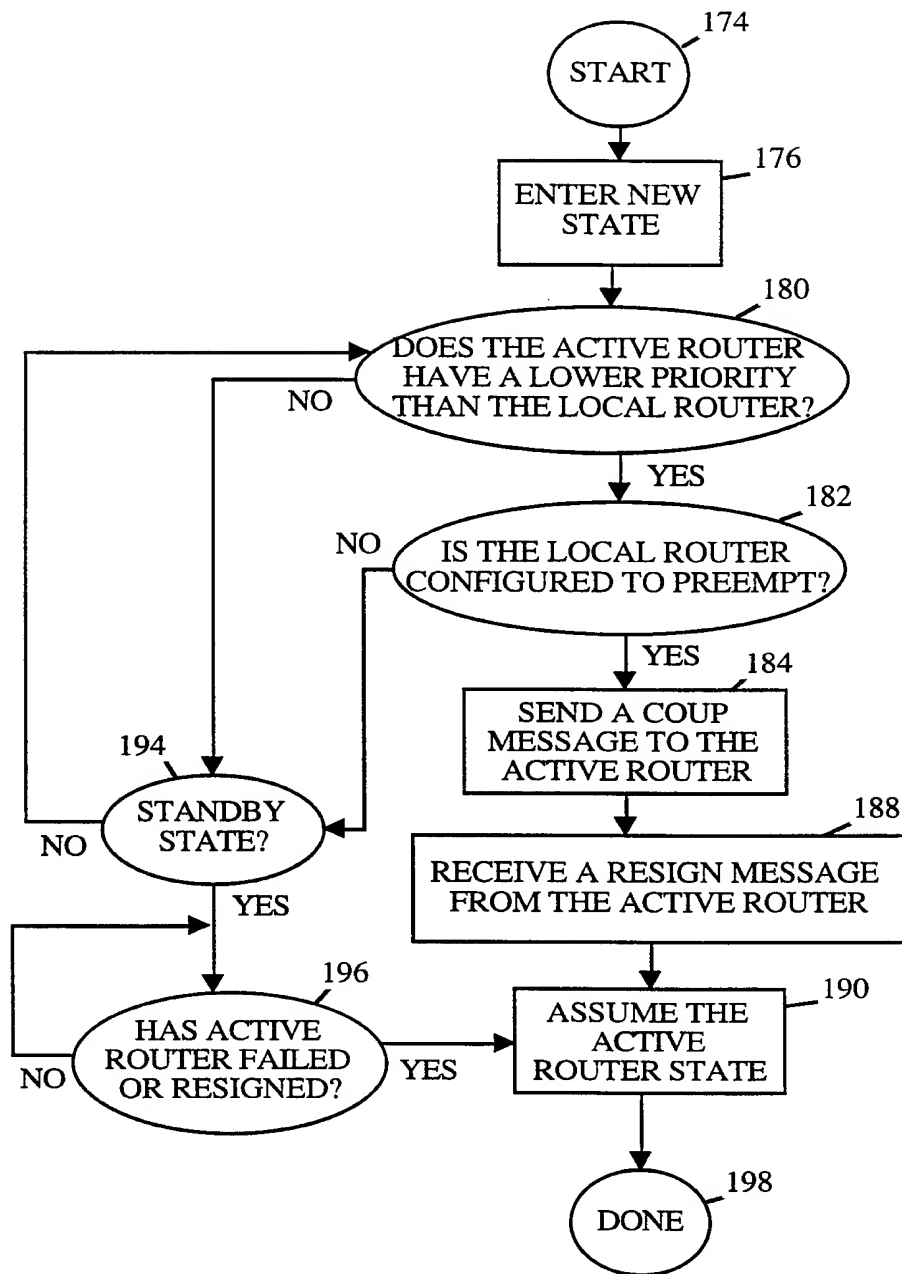 174
START
176
ENTER NEW
STATE
180
DOES THE ACTIVE ROUTER
HAVE A LOWER PRIORITY
THAN THE LOCAL ROUTER?
NO
YES
182
NO
IS THE LOCAL ROUTER
CONFIGURED TO PREEMPT?
YES
184
SEND A COUP
MESSAGE TO THE
ACTIVE ROUTER
194
STANDBY
STATE?
NO
YES
188
RECEIVE A RESIGN MESSAGE
FROM THE ACTIVE ROUTER
196
HAS ACTIVE
ROUTER FAILED
OR RESIGNED?
NO
YES
190
ASSUME THE
ACTIVE
ROUTER STATE
198
DONE